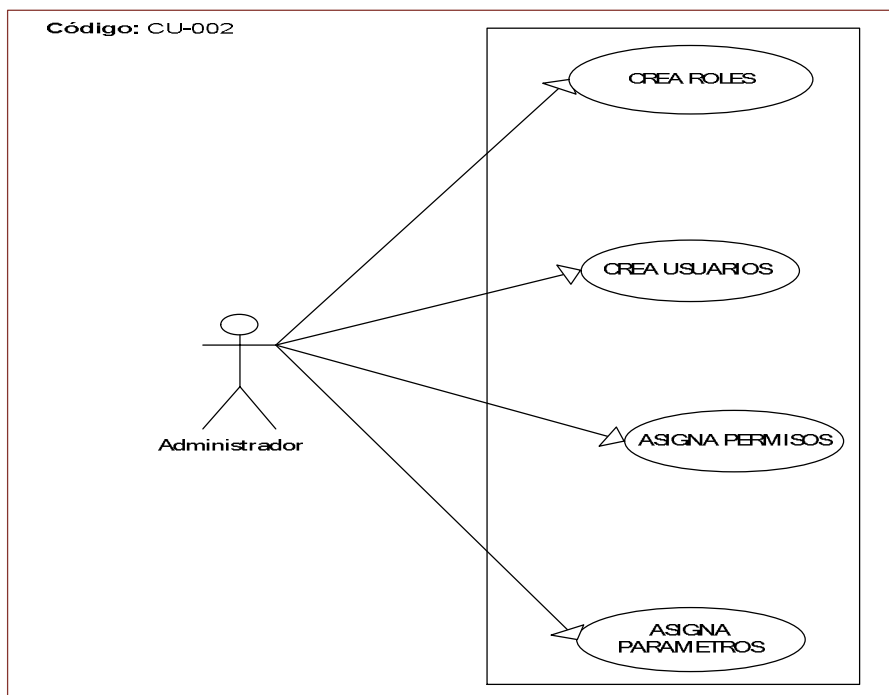 Código: CU-002
CREA ROLES
CREA USUARIOS
ASIGNA PERMISOS
Administrador
ASIGNA
PARAMETROS